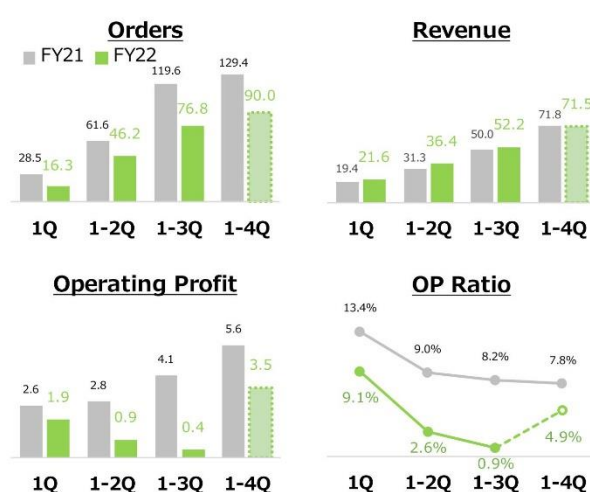 Orders
FY21 FY22
28.5 16.3 61.6 46.2 119.6 76.8 129.4 90.0
1Q 1-2Q 1-3Q 1-4Q
Revenue
19.4 21.6 31.3 36.4 50.0 52.2 71.8 71.5
1Q 1-2Q 1-3Q 1-4Q
Operating Profit
2.6 1.9 2.8 0.9 4.1 0.4 5.6 3.5
1Q 1-2Q 1-3Q 1-4Q
OP Ratio
13.4% 9.0% 8.2% 7.8%
9.1% 2.6% 0.9% 4.9%
1Q 1-2Q 1-3Q 1-4Q